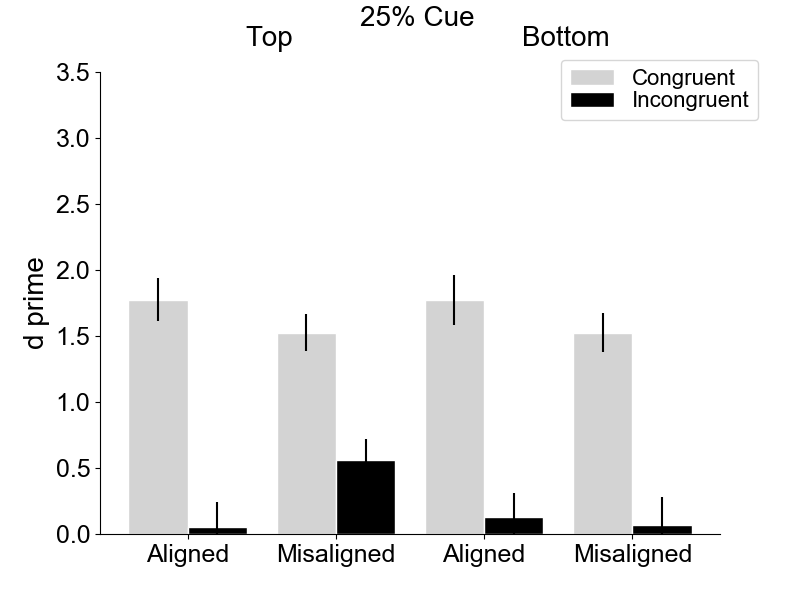 25% Cue
Top Bottom
Congruent
Incongruent
3.5
3.0
2.5
2.0
1.5
1.0
0.5
0.0
d prime
Aligned Misaligned Aligned Misaligned